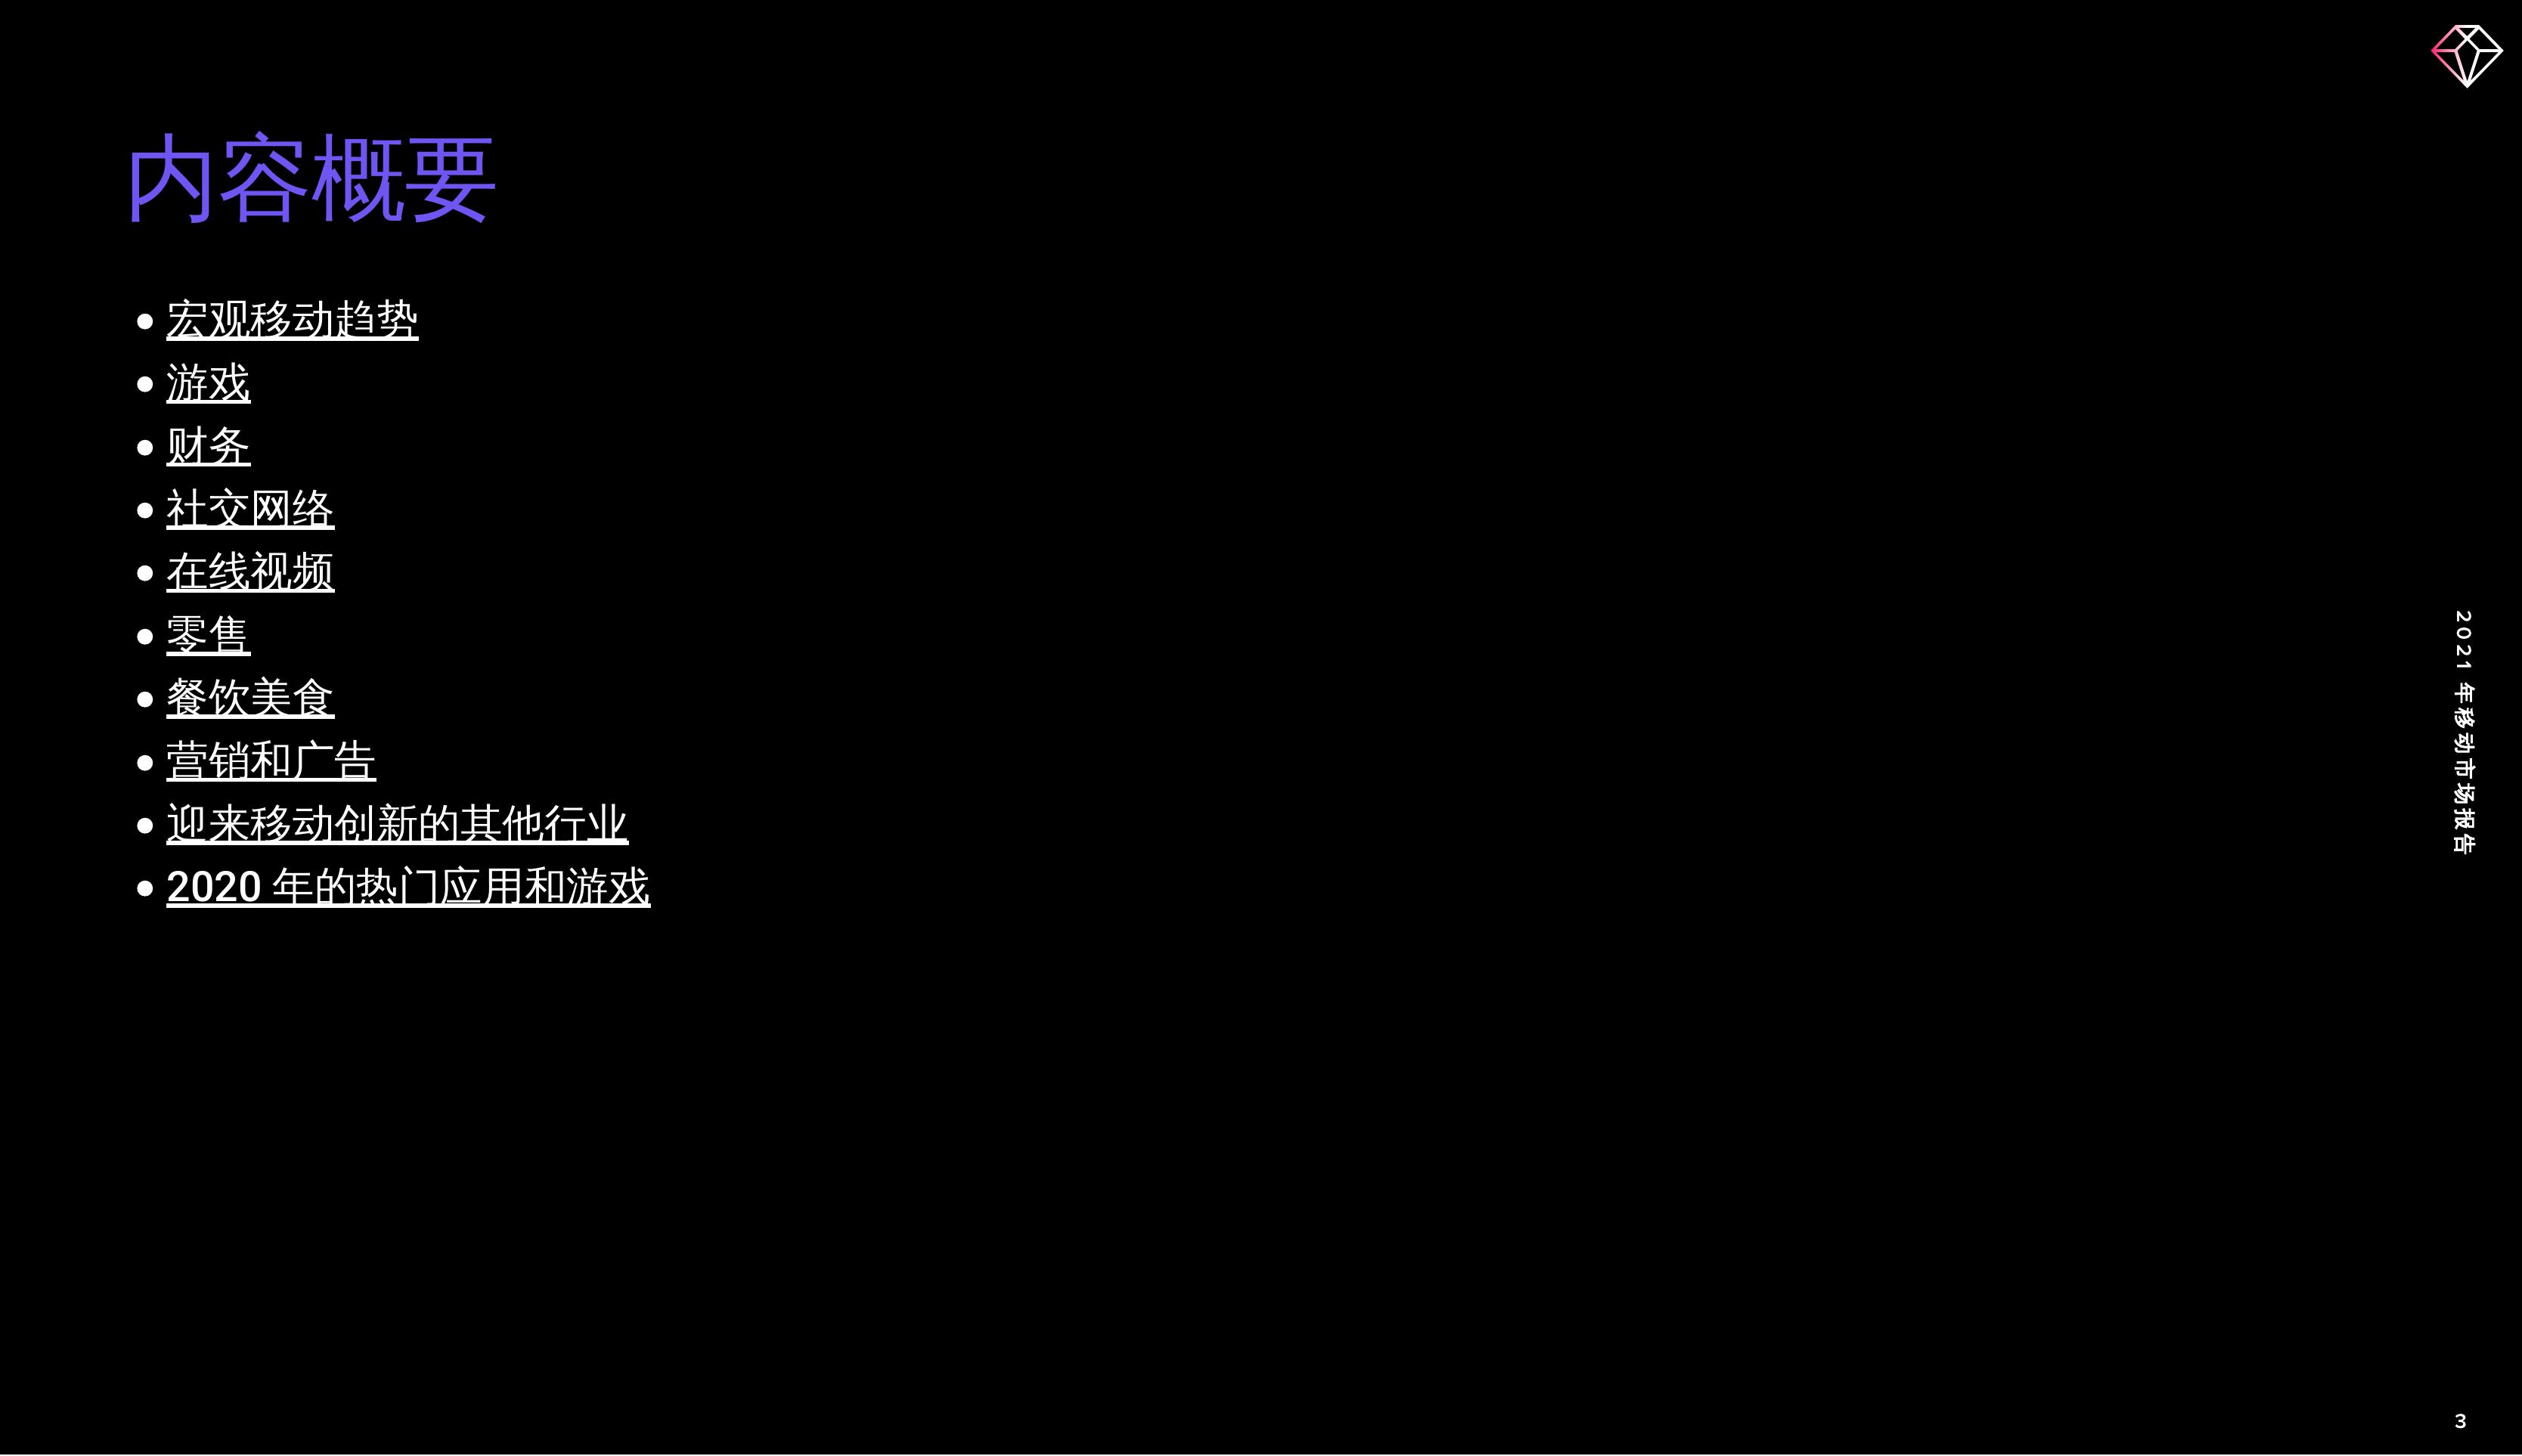 内容概要
• 宏观移动趋势
• 游戏
• 财务
• 社交网络
• 在线视频
• 零售
• 餐饮美食
• 营销和广告
• 迎来移动创新的其他行业
• 2020 年的热门应用和游戏
2021 年移动市场报告
3